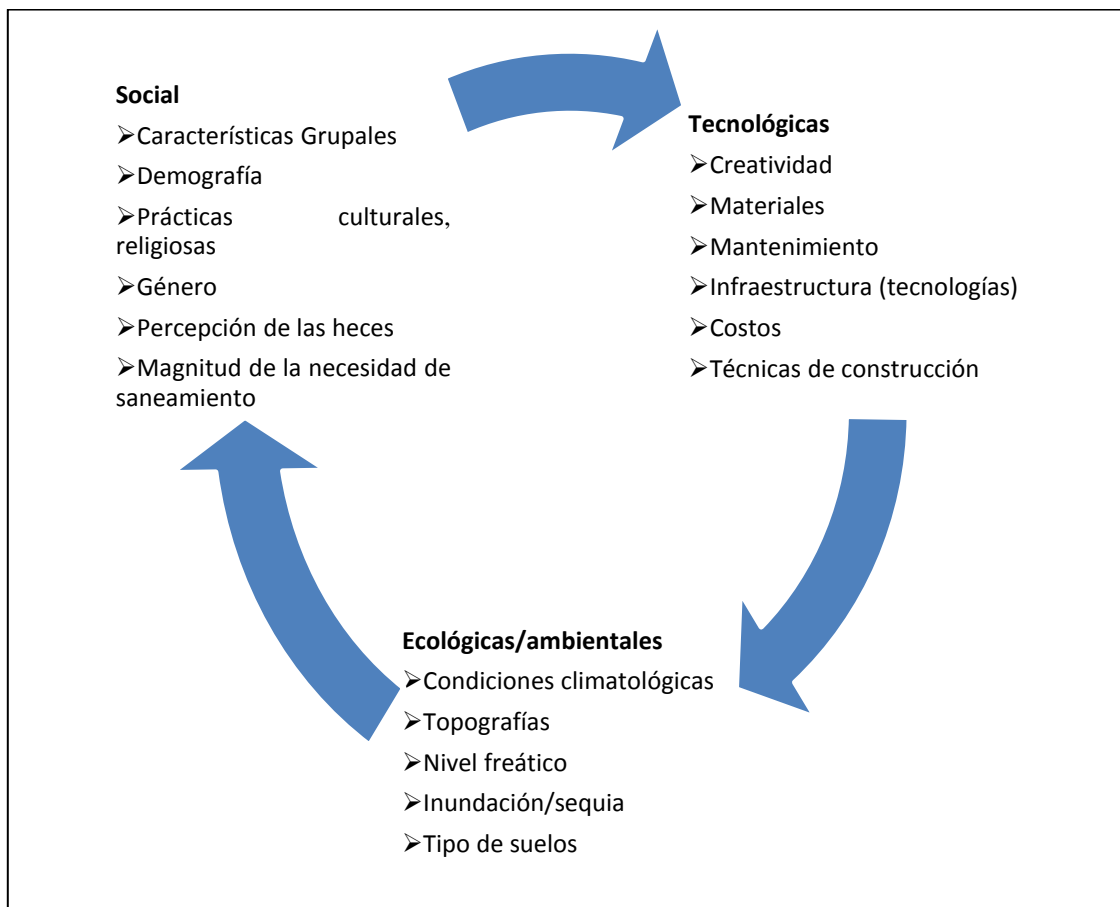 Social
➢Características Grupales
➢Demografía
➢Prácticas culturales,
religiosas
➢Género
➢Percepción de las heces
➢Magnitud de la necesidad de
saneamiento
Tecnológicas
➢Creatividad
➢Materiales
➢Mantenimiento
➢Infraestructura (tecnologías)
➢Costos
➢Técnicas de construcción
Ecológicas/ambientales
➢Condiciones climatológicas
➢Topografías
➢Nivel freático
➢Inundación/sequia
➢Tipo de suelos